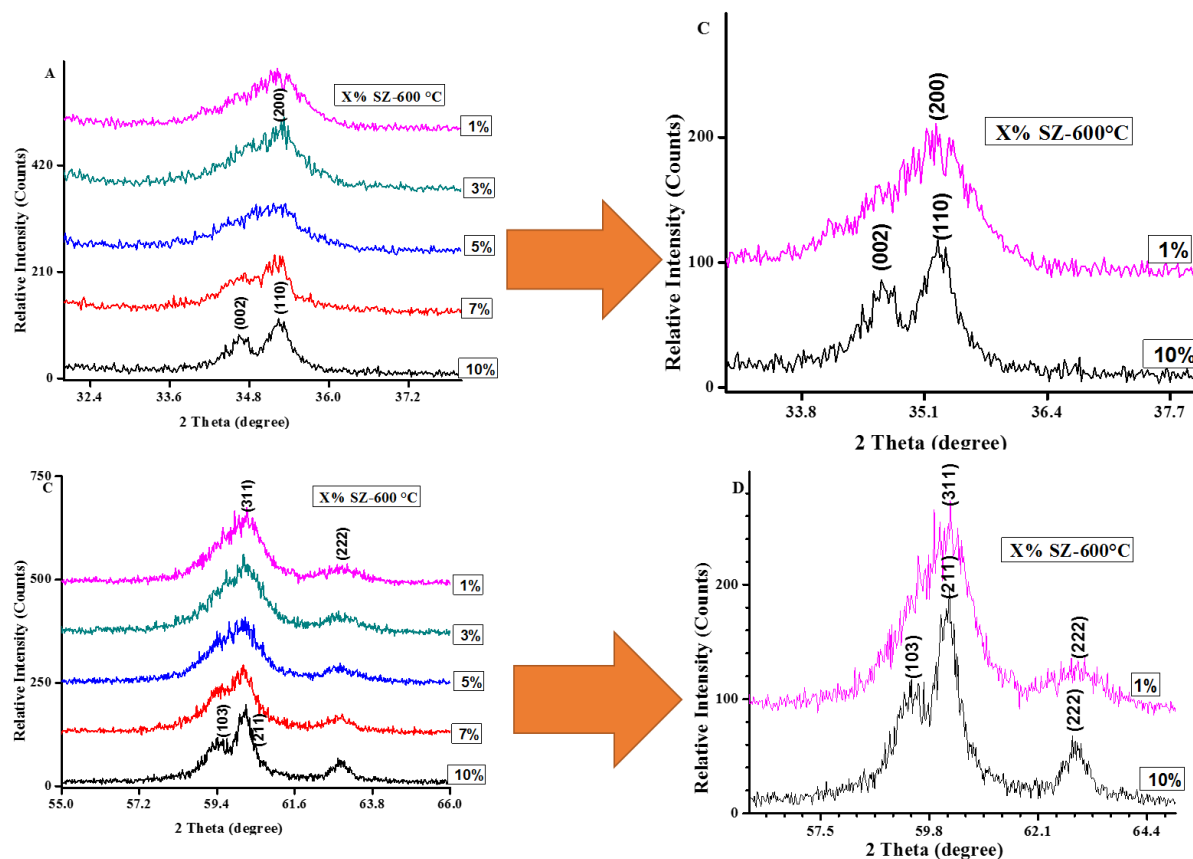 A
X% SZ-600 °C
(200)
1%
3%
5%
7%
(002)
(110)
10%
420
210
0
32.4 33.6 34.8 36.0 37.2
2 Theta (degree)
Relative Intensity (Counts)
C
(200)
X% SZ-600°C
(110)
(002)
1%
10%
200
100
0
33.8 35.1 36.4 37.7
2 Theta (degree)
Relative Intensity (Counts)
C
X% SZ-600 °C
(311)
(222)
1%
3%
5%
7%
(103)
(211)
10%
750
500
250
0
55.0 57.2 59.4 61.6 63.8 66.0
2 Theta (degree)
Relative Intensity (Counts)
D.
(311)
X% SZ-600°C
(211)
(103)
(222)
1%
(222)
10%
200
100
0
57.5 59.8 62.1 64.4
2 Theta (degree)
Relative Intensity (Counts)